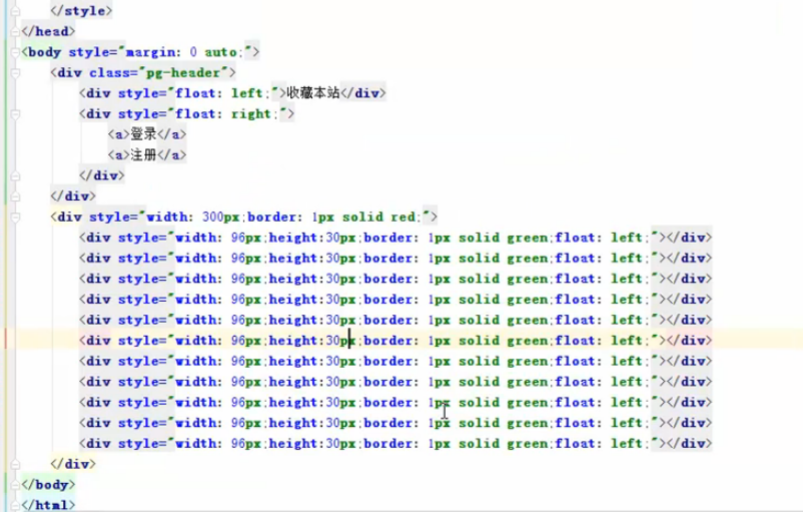 </style>
</head>
<body style="margin: 0 auto;">
<div class="pg-header">
<div style="float: left;">收藏本站</div>
<div style="float: right;">
<a>登录</a>
<a>注册</a>
</div>
</div>
<div style="width: 300px;border: 1px solid red;">
<div style="width: 96px;height:30px;border: 1px solid green;float: left;"></div>
<div style="width: 96px;height:30px;border: 1px solid green;float: left;"></div>
<div style="width: 96px;height:30px;border: 1px solid green;float: left;"></div>
<div style="width: 96px;height:30px;border: 1px solid green;float: left;"></div>
<div style="width: 96px;height:30px;border: 1px solid green;float: left;"></div>
<div style="width: 96px;height:30px;border: 1px solid green;float: left;"></div>
<div style="width: 96px;height:30px;border: 1px solid green;float: left;"></div>
<div style="width: 96px;height:30px;border: 1px solid green;float: left;"></div>
<div style="width: 96px;height:30px;border: 1px solid green;float: left;"></div>
<div style="width: 96px;height:30px;border: 1px solid green;float: left;"></div>
<div style="width: 96px;height:30px;border: 1px solid green;float: left;"></div>
</div>
</body>
</html>